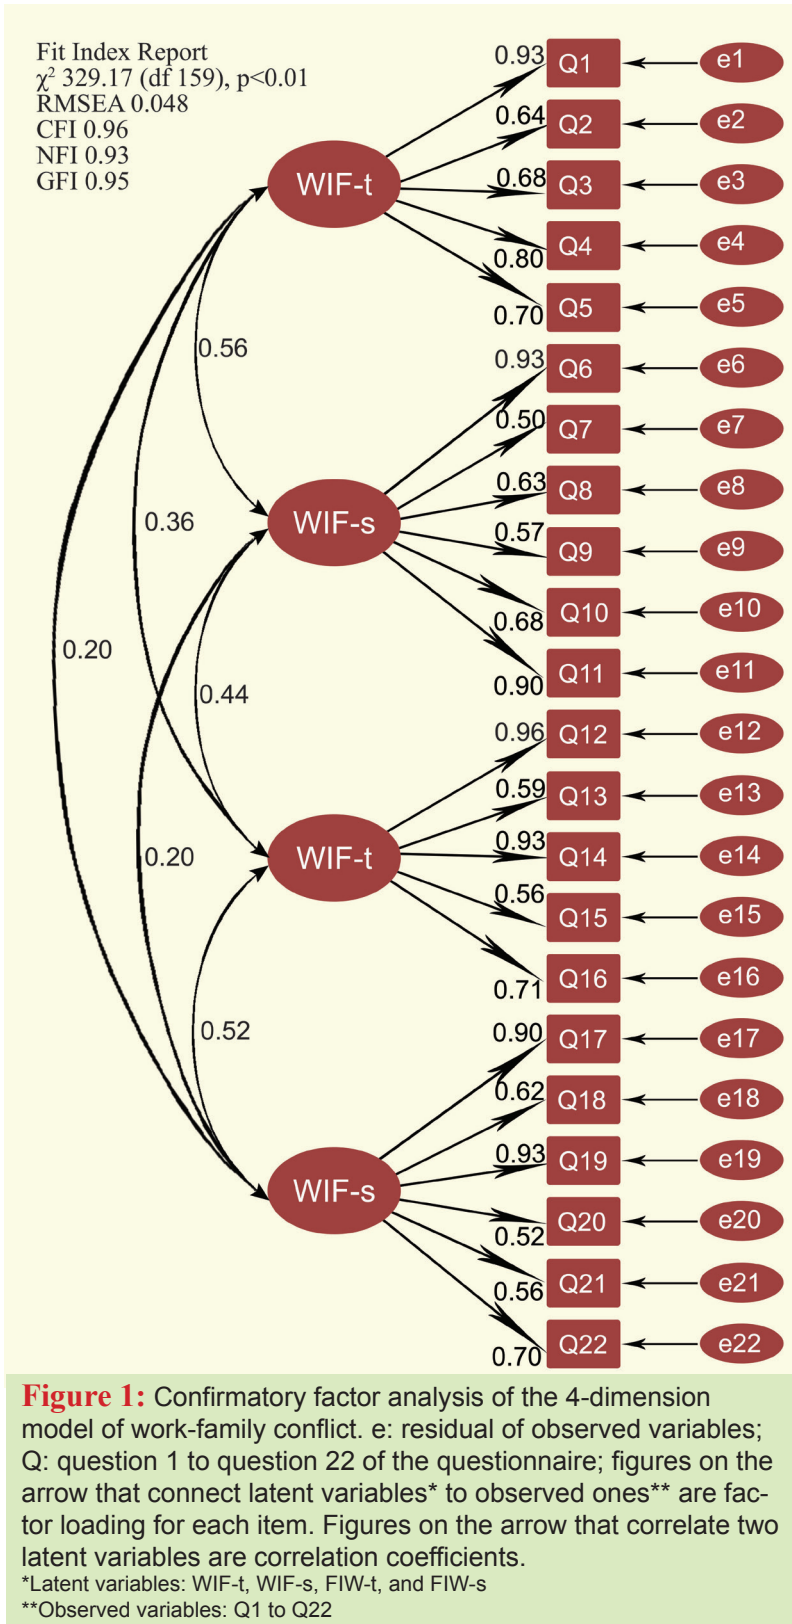 Fit Index Report
χ² 329.17 (df 159), p<0.01
RMSEA 0.048
CFI 0.96
NFI 0.93
GFI 0.95
0.93 Q1 e1
0.64 Q2 e2
WIF-t
0.68 Q3 e3
0.80 Q4 e4
0.70 Q5 e5
0.56
0.93 Q6 e6
0.50 Q7 e7
0.63 Q8 e8
WIF-s
0.36
0.57 Q9 e9
0.68 Q10 e10
0.20
0.90 Q11 e11
0.44
0.96 Q12 e12
0.59 Q13 e13
0.93 Q14 e14
WIF-t
0.20
0.56 Q15 e15
0.71 Q16 e16
0.52
0.90 Q17 e17
0.62 Q18 e18
0.93 Q19 e19
WIF-s
0.52 Q20 e20
0.56 Q21 e21
0.70 Q22 e22
Figure 1: Confirmatory factor analysis of the 4-dimension
model of work-family conflict. e: residual of observed variables;
Q: question 1 to question 22 of the questionnaire; figures on the
arrow that connect latent variables* to observed ones** are fac-
tor loading for each item. Figures on the arrow that correlate two
latent variables are correlation coefficients.
*Latent variables: WIF-t, WIF-s, FIW-t, and FIW-s
**Observed variables: Q1 to Q22